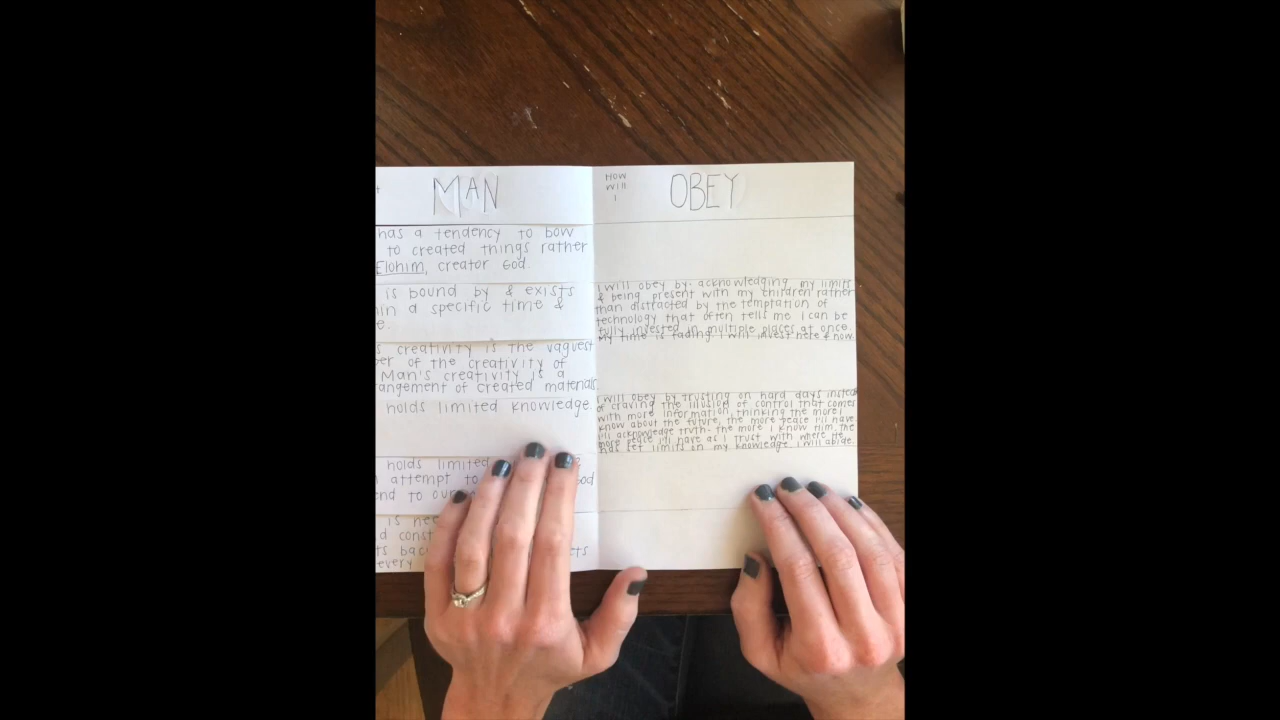 MAN
has a tendency to bow
to created things rather
Elohim, creator God.
is bound by & exists
in a specific time &
creativity is the vaguest
of the creativity of
Man's creativity is a
of created materials.
holds limited knowledge.
holds limited
attempt to
to
is
every
HOW
will
I
OBEY
I will obey by: acknowledging my limits
& being present with my children rather
than distracted by the temptation of
technology that often tells me I can be
fully invested in multiple places at once.
My time is fading. I will invest here & now.
I will obey by trusting on hard days instead
of craving the illusion of control that comes
with more information, thinking the more I
know about the future, the more peace I'll have.
I'll acknowledge truth- the more I know Him, the
more peace I'll have as I trust with where He
has set limits on my knowledge. I will abide.